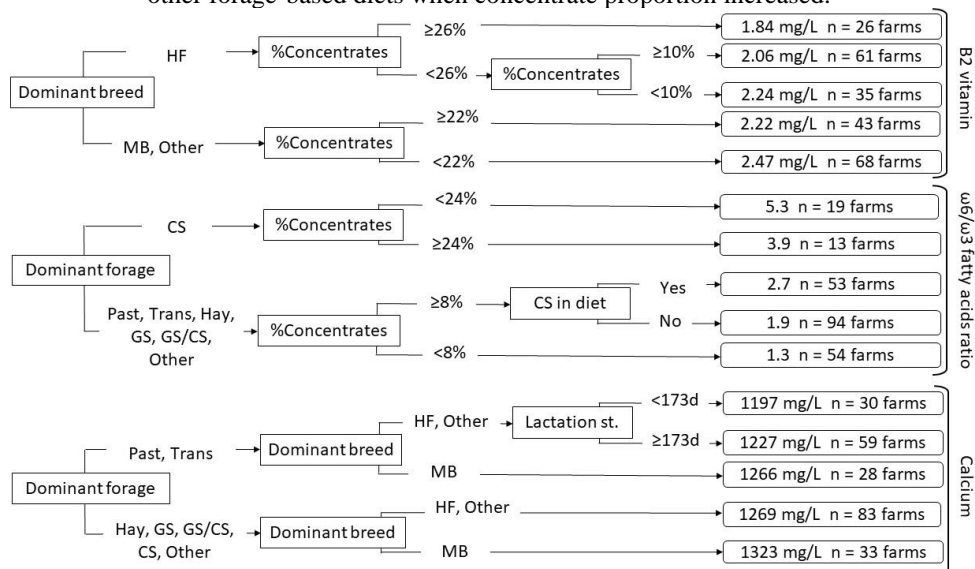 other forage-based diets when concentrate proportion increased.
HF
≥26%
1.84 mg/L n = 26 farms
%Concentrates
≥10%
2.06 mg/L n = 61 farms
<26%
%Concentrates
Dominant breed
<10%
2.24 mg/L n = 35 farms
≥22%
2.22 mg/L n = 43 farms
MB, Other
%Concentrates
<22%
2.47 mg/L n = 68 farms
B2 vitamin
<24%
5.3 n = 19 farms
CS
%Concentrates
≥24%
3.9 n = 13 farms
Dominant forage
Past, Trans, Hay,
GS, GS/CS,
Other
≥8%
CS in diet
Yes
2.7 n = 53 farms
%Concentrates
No
1.9 n = 94 farms
<8%
1.3 n = 54 farms
ω6/ω3 fatty acids ratio
<173d
1197 mg/L n = 30 farms
HF, Other
Lactation st.
≥173d
1227 mg/L n = 59 farms
Past, Trans
Dominant breed
MB
1266 mg/L n = 28 farms
Dominant forage
HF, Other
1269 mg/L n = 83 farms
Hay, GS, GS/CS,
CS, Other
Dominant breed
MB
1323 mg/L n = 33 farms
Calcium